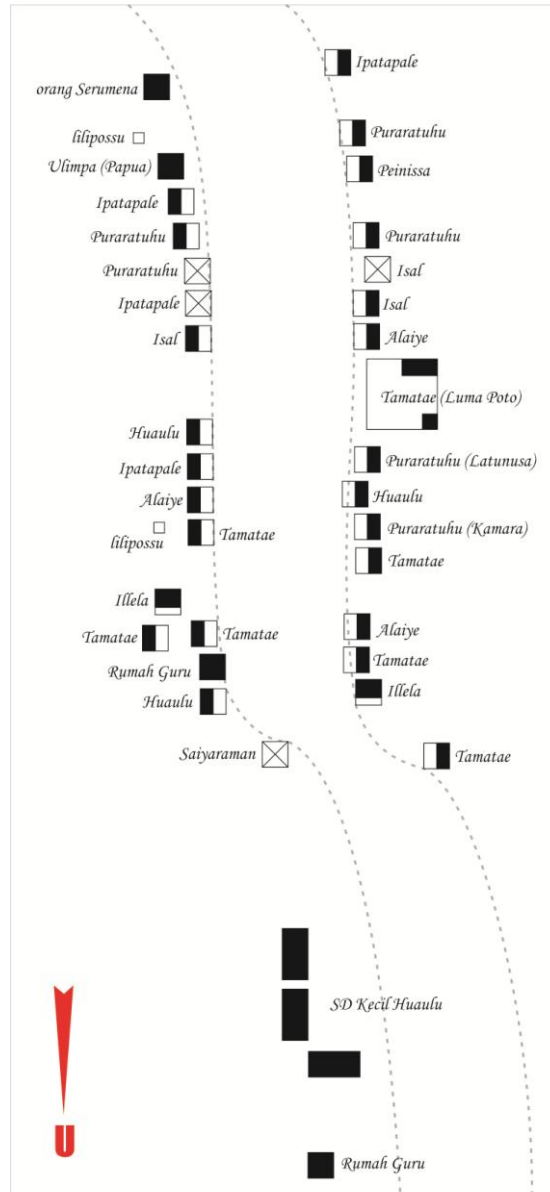 Ipatapale
orang Serumena
Puraratuhu
lilipossu
Ulimpa (Papua)
Peinissa
Ipatapale
Puraratuhu
Puraratuhu
Puraratuhu
Isal
Ipatapale
Isal
Isal
Alaiye
Tamatae (Luma Poto)
Huaulu
Ipatapale
Puraratuhu (Latunusa)
Alaiye
Huaulu
lilipossu
Tamatae
Puraratuhu (Kamara)
Tamatae
Illela
Tamatae
Tamatae
Alaiye
Rumah Guru
Tamatae
Huaulu
Illela
Saiyaraman
Tamatae
SD Kecil Huaulu
U
Rumah Guru